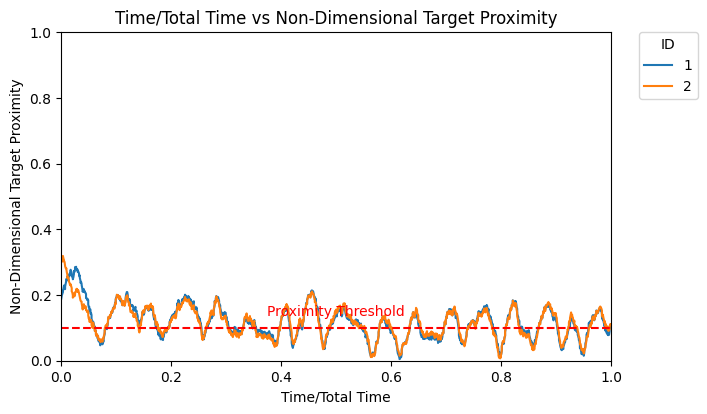 Time/Total Time vs Non-Dimensional Target Proximity
ID
1
2
Non-Dimensional Target Proximity
1.0
0.8
0.6
0.4
0.2
0.0
Proximity Threshold
0.0 0.2 0.4 0.6 0.8 1.0
Time/Total Time